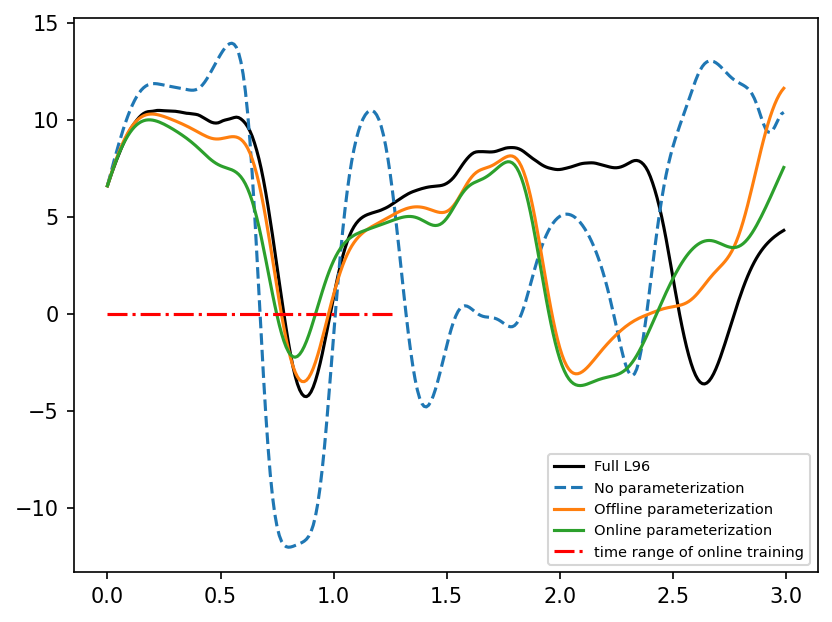 15
10
5
0
−5
−10
0.0 0.5 1.0 1.5 2.0 2.5 3.0
Full L96
No parameterization
Offline parameterization
Online parameterization
time range of online training